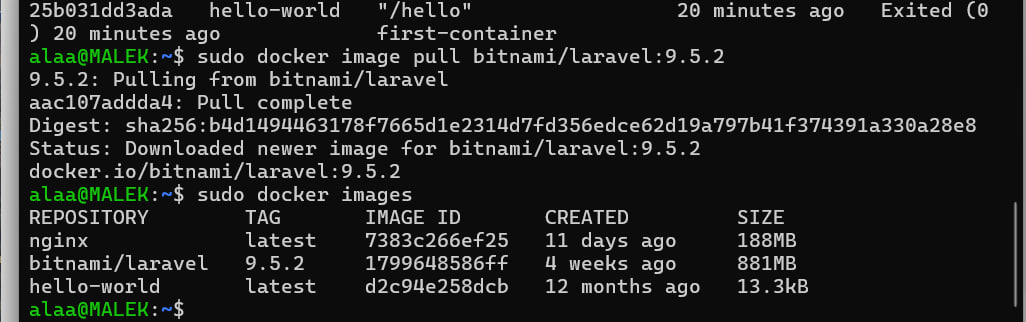 25b031dd3ada   hello-world   "/hello"                 20 minutes ago   Exited (0
) 20 minutes ago             first-container
alaa@MALEK:~$ sudo docker image pull bitnami/laravel:9.5.2
9.5.2: Pulling from bitnami/laravel
aac107addda4: Pull complete
Digest: sha256:b4d1494463178f7665d1e2314d7fd356edce62d19a797b41f374391a330a28e8
Status: Downloaded newer image for bitnami/laravel:9.5.2
docker.io/bitnami/laravel:9.5.2
alaa@MALEK:~$ sudo docker images
REPOSITORY        TAG       IMAGE ID       CREATED         SIZE
nginx             latest    7383c266ef25   11 days ago     188MB
bitnami/laravel   9.5.2     1799648586ff   4 weeks ago     881MB
hello-world       latest    d2c94e258dcb   12 months ago   13.3kB
alaa@MALEK:~$